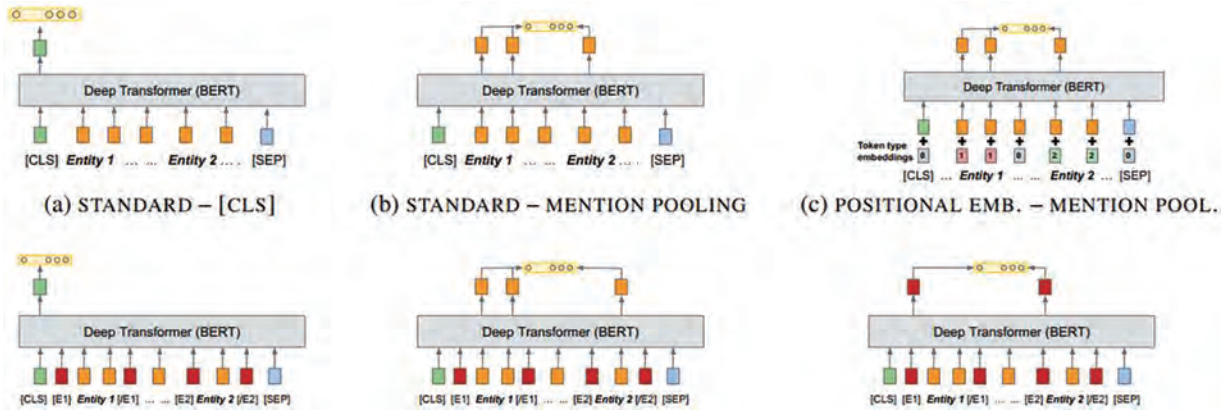 Deep Transformer (BERT)
[CLS] Entity 1 ... ... Entity 2 ... . [SEP]
(a) STANDARD – [CLS]
Deep Transformer (BERT)
[CLS] Entity 1 ... ... Entity 2 ... . [SEP]
(b) STANDARD – MENTION POOLING
Deep Transformer (BERT)
+ + + + + + +
Token type
embeddings
0 1 1 0 2 2 0
[CLS] ... Entity 1 ... ... Entity 2 ... [SEP]
(c) POSITIONAL EMB. – MENTION POOL.
Deep Transformer (BERT)
[CLS] [E1] Entity 1 [/E1] ... ... [E2] Entity 2 [/E2] [SEP]
Deep Transformer (BERT)
[CLS] [E1] Entity 1 [/E1] ... ... [E2] Entity 2 [/E2] [SEP]
Deep Transformer (BERT)
[CLS] [E1] Entity 1 [/E1] ... ... [E2] Entity 2 [/E2] [SEP]